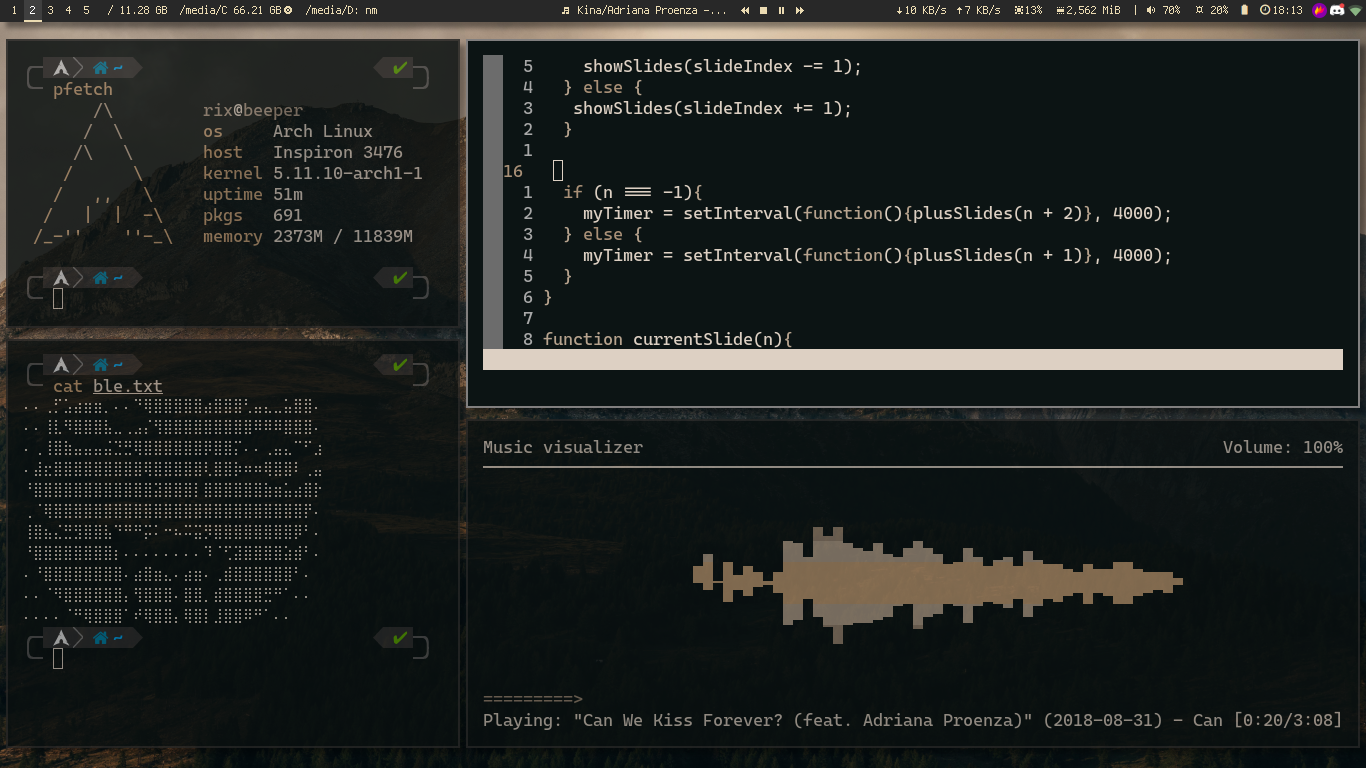 1 2 3 4 5 / 11.28 GB /media/C 66.21 GB /media/D: nm
Kina/Adriana Proenza -...
↓10 KB/s ↑7 KB/s 13% 2,562 MiB | 70% 20% 18:13
~
pfetch
/\
/  \
/\   \
/      \
/   ,,   \
/   |  |  -\
/_-''    ''-_\
rix@beeper
os Arch Linux
host Inspiron 3476
kernel 5.11.10-arch1-1
uptime 51m
pkgs 691
memory 2373M / 11839M
~
~
cat ble.txt
~
5 showSlides(slideIndex -= 1);
4 } else {
3 showSlides(slideIndex += 1);
2 }
1
16
1 if (n === -1){
2 myTimer = setInterval(function(){plusSlides(n + 2)}, 4000);
3 } else {
4 myTimer = setInterval(function(){plusSlides(n + 1)}, 4000);
5 }
6 }
7
8 function currentSlide(n){
Music visualizer Volume: 100%
=========>
Playing: "Can We Kiss Forever? (feat. Adriana Proenza)" (2018-08-31) - Can [0:20/3:08]